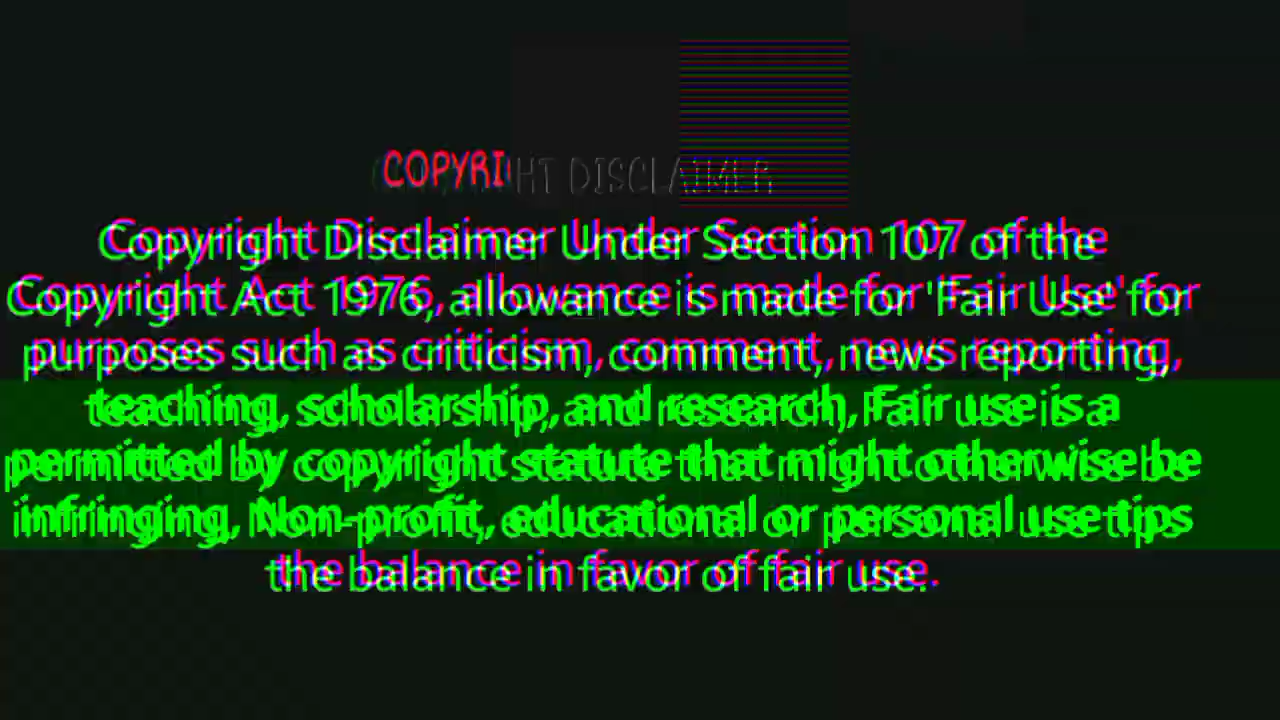 COPYRIGHT DISCLAIMER
Copyright Disclaimer Under Section 107 of the
Copyright Act 1976, allowance is made for 'Fair Use' for
purposes such as criticism, comment, news reporting,
teaching, scholarship, and research, Fair use is a
permitted by copyright statute that might otherwise be
infringing, Non-profit, educational or personal use tips
the balance in favor of fair use.